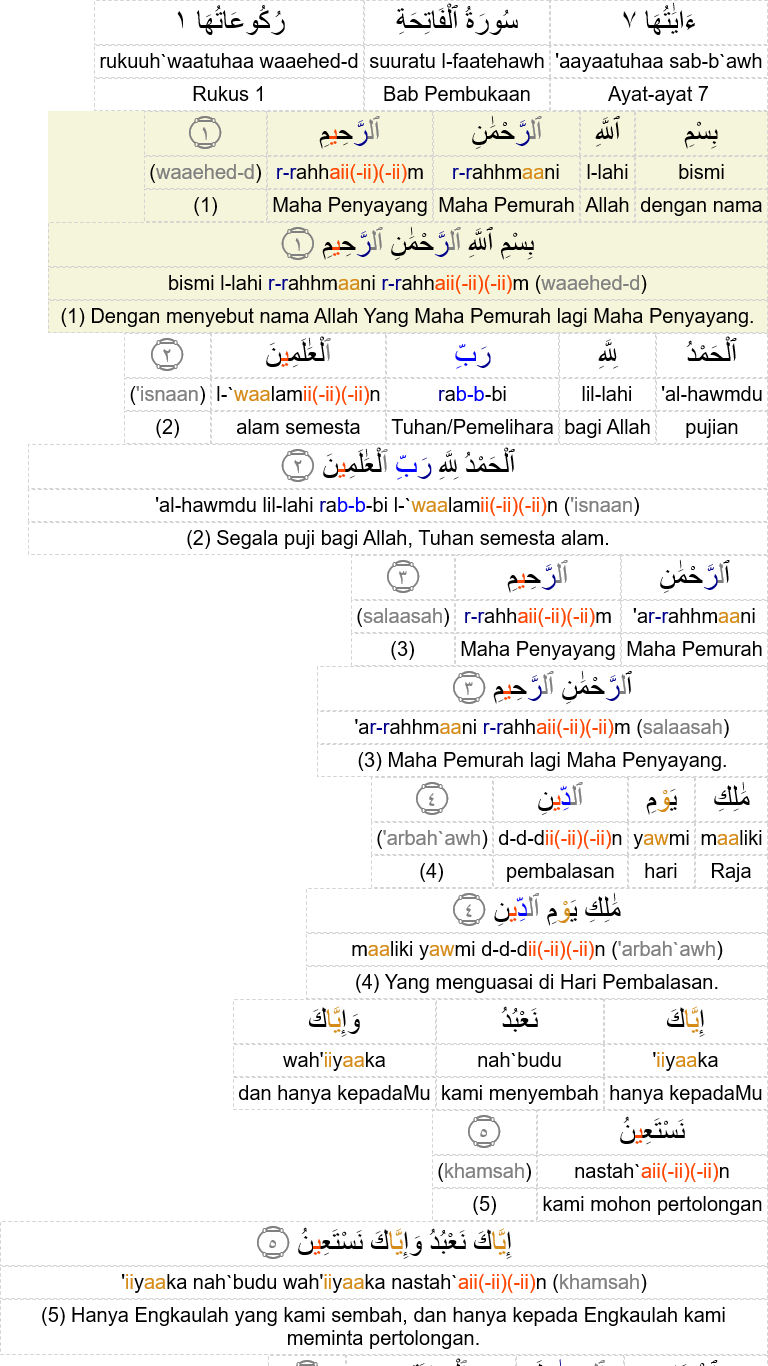 ءَايَٰتُهَا ٧ سُورَةُ ٱلْفَاتِحَةِ رُكُوعَاتُهَا ١
'aayaatuhaa sab-b`awh suuratu l-faatehawh rukuuh`waatuhaa waaehed-d
Ayat-ayat 7 Bab Pembukaan Rukus 1
بِسْمِ ٱللَّهِ ٱلرَّحْمَٰنِ ٱلرَّحِيمِ ١
bismi l-lahi r-rahhmaani r-rahhaii(-ii)(-ii)m (waaehed-d)
dengan nama Allah Maha Pemurah Maha Penyayang (1)
بِسْمِ ٱللَّهِ ٱلرَّحْمَٰنِ ٱلرَّحِيمِ ١
bismi l-lahi r-rahhmaani r-rahhaii(-ii)(-ii)m (waaehed-d)
(1) Dengan menyebut nama Allah Yang Maha Pemurah lagi Maha Penyayang.
ٱلْحَمْدُ لِلَّهِ رَبِّ ٱلْعَٰلَمِينَ ٢
'al-hawmdu lil-lahi rab-b-bi l-`waalamii(-ii)(-ii)n ('isnaan)
pujian bagi Allah Tuhan/Pemelihara alam semesta (2)
ٱلْحَمْدُ لِلَّهِ رَبِّ ٱلْعَٰلَمِينَ ٢
'al-hawmdu lil-lahi rab-b-bi l-`waalamii(-ii)(-ii)n ('isnaan)
(2) Segala puji bagi Allah, Tuhan semesta alam.
ٱلرَّحْمَٰنِ ٱلرَّحِيمِ ٣
'ar-rahhmaani r-rahhaii(-ii)(-ii)m (salaasah)
Maha Pemurah Maha Penyayang (3)
ٱلرَّحْمَٰنِ ٱلرَّحِيمِ ٣
'ar-rahhmaani r-rahhaii(-ii)(-ii)m (salaasah)
(3) Maha Pemurah lagi Maha Penyayang.
مَٰلِكِ يَوْمِ ٱلدِّينِ ٤
maaliki yawmi d-d-dii(-ii)(-ii)n ('arbah`awh)
Raja hari pembalasan (4)
مَٰلِكِ يَوْمِ ٱلدِّينِ ٤
maaliki yawmi d-d-dii(-ii)(-ii)n ('arbah`awh)
(4) Yang menguasai di Hari Pembalasan.
إِيَّاكَ نَعْبُدُ وَإِيَّاكَ
'iiyaaka nah`budu wah'iiyaaka
hanya kepadaMu kami menyembah dan hanya kepadaMu
نَسْتَعِينُ ٥
nastah`aii(-ii)(-ii)n (khamsah)
kami mohon pertolongan (5)
إِيَّاكَ نَعْبُدُ وَإِيَّاكَ نَسْتَعِينُ ٥
'iiyaaka nah`budu wah'iiyaaka nastah`aii(-ii)(-ii)n (khamsah)
(5) Hanya Engkaulah yang kami sembah, dan hanya kepada Engkaulah kami
meminta pertolongan.